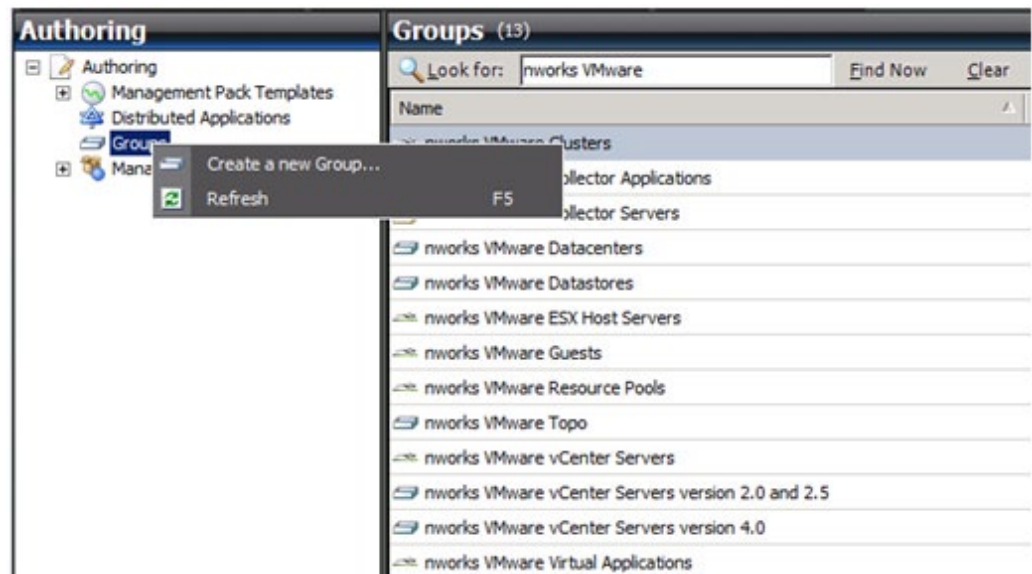 Authoring
Authoring
Management Pack Templates
Distributed Applications
Groups
Mana
Create a new Group...
Refresh F5
Groups (13)
Look for: nworks VMware Find Now Clear
Name
nworks VMware Clusters
ollector Applications
ollector Servers
nworks VMware Datacenters
nworks VMware Datastores
nworks VMware ESX Host Servers
nworks VMware Guests
nworks VMware Resource Pools
nworks VMware Topo
nworks VMware vCenter Servers
nworks VMware vCenter Servers version 2.0 and 2.5
nworks VMware vCenter Servers version 4.0
nworks VMware Virtual Applications